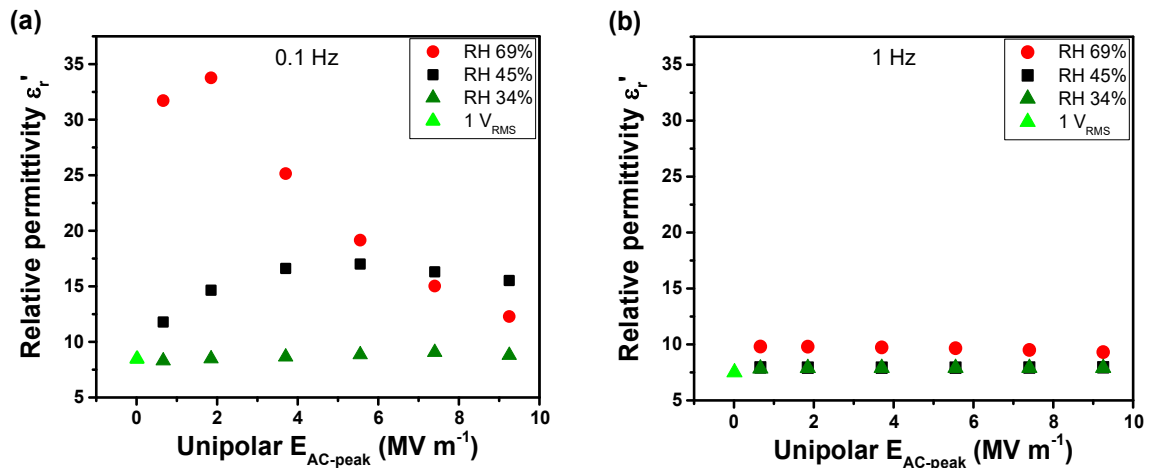 (a)
0.1 Hz
RH 69%
RH 45%
RH 34%
1 V_RMS
35
30
25
20
15
10
5
Relative permittivity ε_r'
0 2 4 6 8 10
Unipolar E_AC-peak (MV m⁻¹)
(b)
1 Hz
RH 69%
RH 45%
RH 34%
1 V_RMS
35
30
25
20
15
10
5
Relative permittivity ε_r'
0 2 4 6 8 10
Unipolar E_AC-peak (MV m⁻¹)